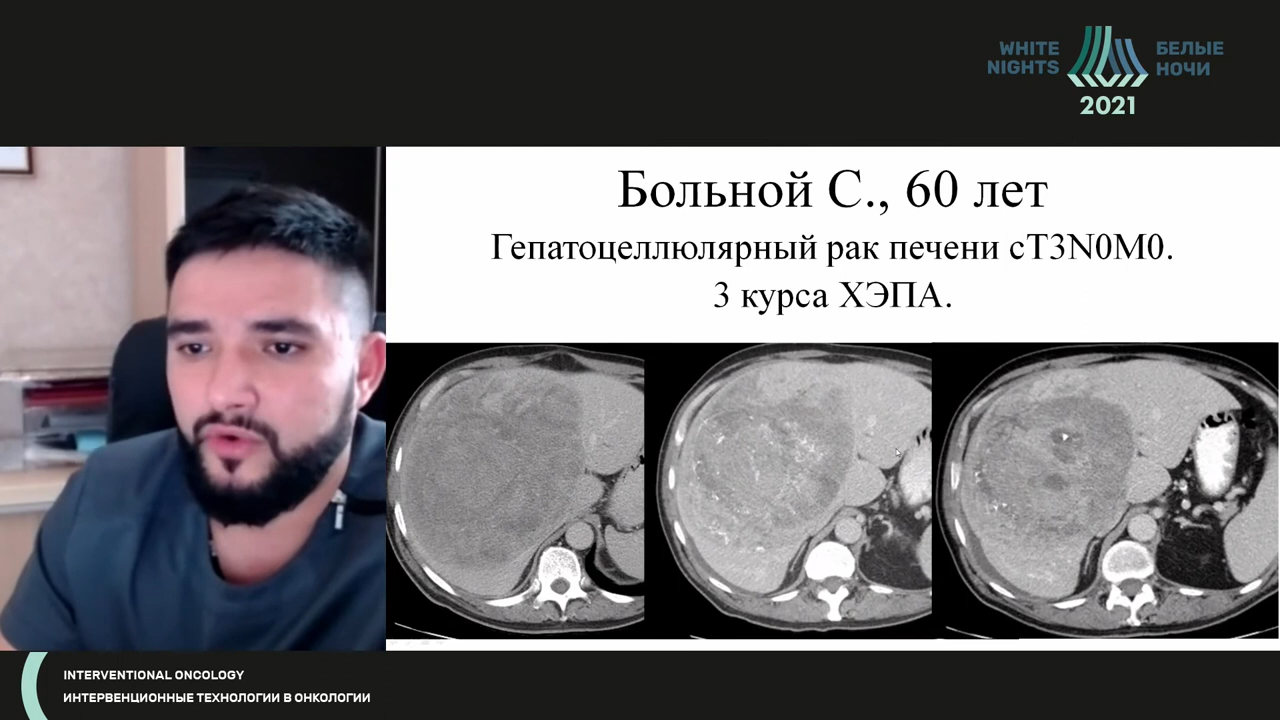 WHITE
NIGHTS
БЕЛЫЕ
НОЧИ
2021
Больной С., 60 лет
Гепатоцеллюлярный рак печени cT3N0M0.
3 курса ХЭПА.
INTERVENTIONAL ONCOLOGY
ИНТЕРВЕНЦИОННЫЕ ТЕХНОЛОГИИ В ОНКОЛОГИИ